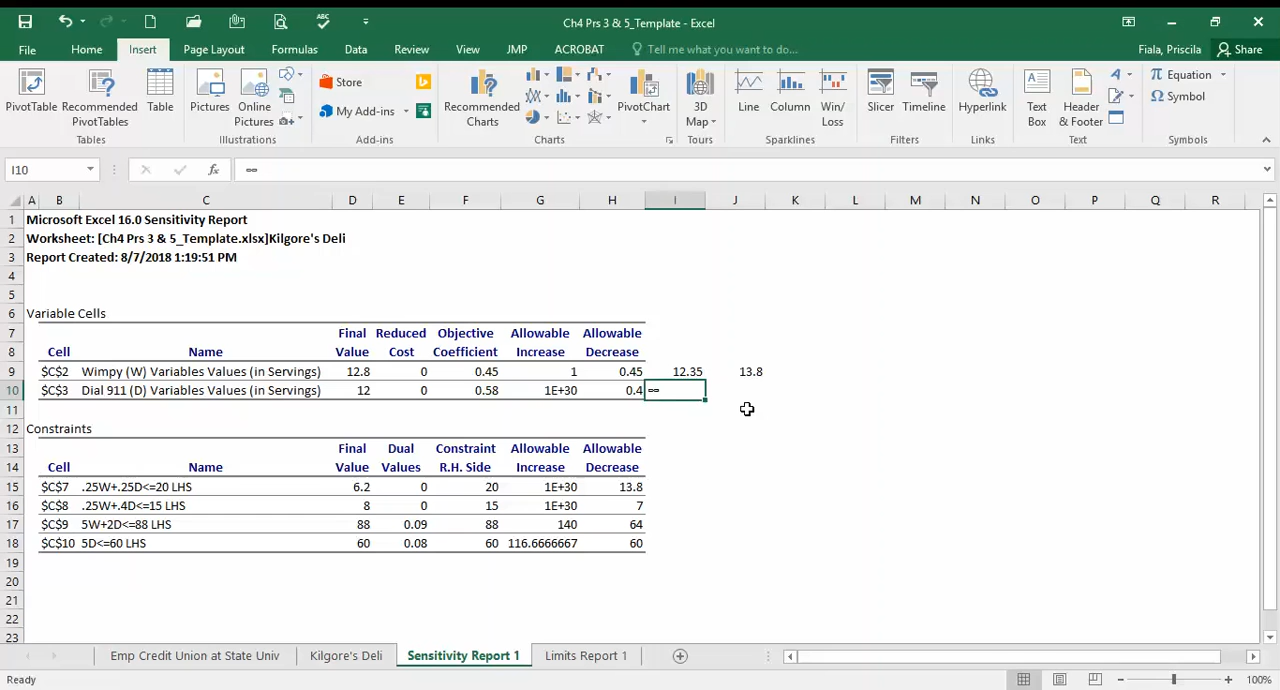 Ch4 Prs 3 & 5_Template - Excel
File Home Insert Page Layout Formulas Data Review View JMP ACROBAT Tell me what you want to do... Fiala, Priscila Share
PivotTable Recommended PivotTables Table Pictures Online Pictures Store My Add-ins Recommended Charts PivotChart 3D Map Line Column Win/Loss Slicer Timeline Hyperlink Text Box Header & Footer Equation Symbol
Tables Illustrations Add-ins Charts Tours Sparklines Filters Links Text Symbols
I10 fx ∞
A B C D E F G H I J K L M N O P Q R
1 Microsoft Excel 16.0 Sensitivity Report
2 Worksheet: [Ch4 Prs 3 & 5_Template.xlsx]Kilgore's Deli
3 Report Created: 8/7/2018 1:19:51 PM
4
5
6 Variable Cells
7 Final Reduced Objective Allowable Allowable
8 Cell Name Value Cost Coefficient Increase Decrease
9 $C$2 Wimpy (W) Variables Values (in Servings) 12.8 0 0.45 1 0.45 12.35 13.8
10 $C$3 Dial 911 (D) Variables Values (in Servings) 12 0 0.58 1E+30 0.4 ∞
11
12 Constraints
13 Final Dual Constraint Allowable Allowable
14 Cell Name Value Values R.H. Side Increase Decrease
15 $C$7 .25W+.25D<=20 LHS 6.2 0 20 1E+30 13.8
16 $C$8 .25W+.4D<=15 LHS 8 0 15 1E+30 7
17 $C$9 5W+2D<=88 LHS 88 0.09 88 140 64
18 $C$10 5D<=60 LHS 60 0.08 60 116.6666667 60
19
20
21
22
23
Emp Credit Union at State Univ Kilgore's Deli Sensitivity Report 1 Limits Report 1
Ready 100%